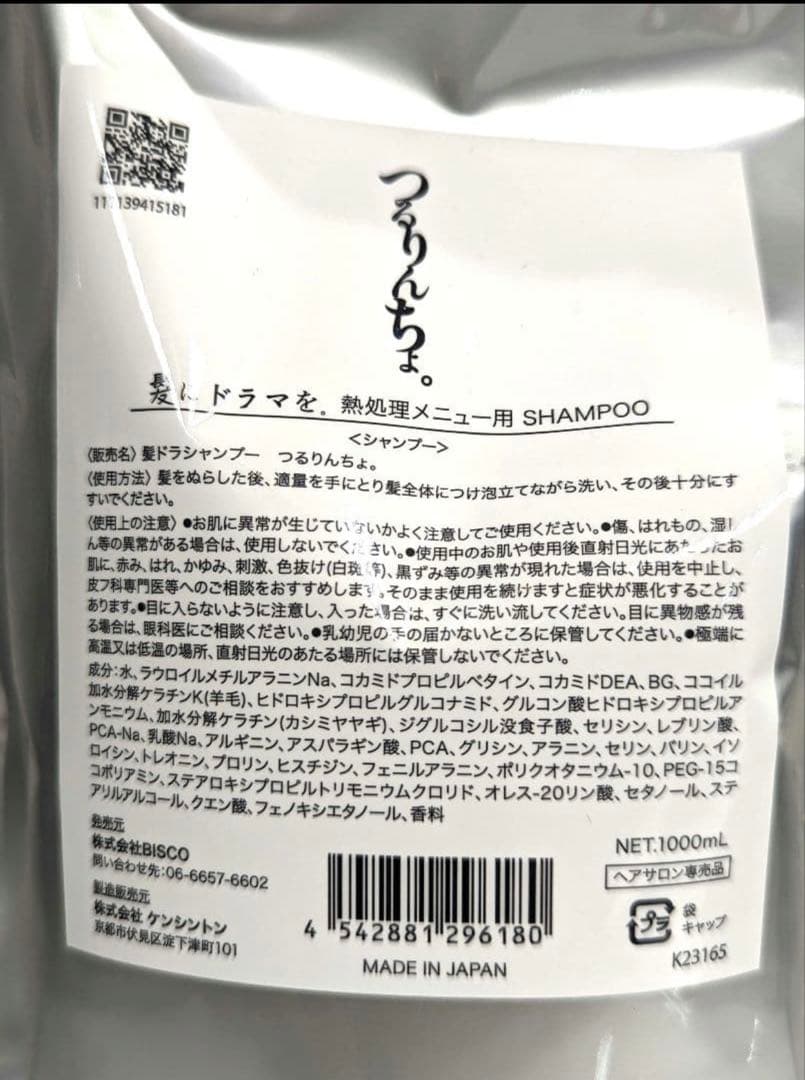 117139415181
つるりんちょ。
髪にドラマを。熱処理メニュー用 SHAMPOO
＜シャンプー＞
〈販売名〉髪ドラシャンプー　つるりんちょ。
〈使用方法〉髪をぬらした後、適量を手にとり髪全体につけ泡立てながら洗い、その後十分にす
すいでください。
〈使用上の注意〉●お肌に異常が生じていないかよく注意してご使用ください。●傷、はれもの、湿し
ん等の異常がある場合は、使用しないでください。●使用中のお肌や使用後直射日光にあたったお
肌に、赤み、はれ、かゆみ、刺激、色抜け(白斑等)、黒ずみ等の異常が現れた場合は、使用を中止し、
皮フ科専門医等へのご相談をおすすめします。そのまま使用を続けますと症状が悪化することが
あります。●目に入らないように注意し、入った場合は、すぐに洗い流してください。目に異物感が残
る場合は、眼科医にご相談ください。●乳幼児の手の届かないところに保管してください。●極端に
高温又は低温の場所、直射日光のあたる場所には保管しないでください。
成分：水、ラウロイルメチルアラニンNa、コカミドプロピルベタイン、コカミドDEA、BG、ココイル
加水分解ケラチンK(羊毛)、ヒドロキシプロピルグルコナミド、グルコン酸ヒドロキシプロピルア
ンモニウム、加水分解ケラチン(カシミヤヤギ)、ジグルコシル没食子酸、セリシン、レブリン酸、
PCA-Na、乳酸Na、アルギニン、アスパラギン酸、PCA、グリシン、アラニン、セリン、バリン、イソ
ロイシン、トレオニン、プロリン、ヒスチジン、フェニルアラニン、ポリクオタニウム-10、PEG-15コ
コポリアミン、ステアロキシプロピルトリモニウムクロリド、オレス-20リン酸、セタノール、ステ
アリルアルコール、クエン酸、フェノキシエタノール、香料
発売元
株式会社BISCO
問い合わせ先：06-6657-6602
製造販売元
株式会社 ケンシントン
京都市伏見区淀下津町101
4 542881 296180
MADE IN JAPAN
NET.1000mL
ヘアサロン専売品
プラ
袋
キャップ
K23165